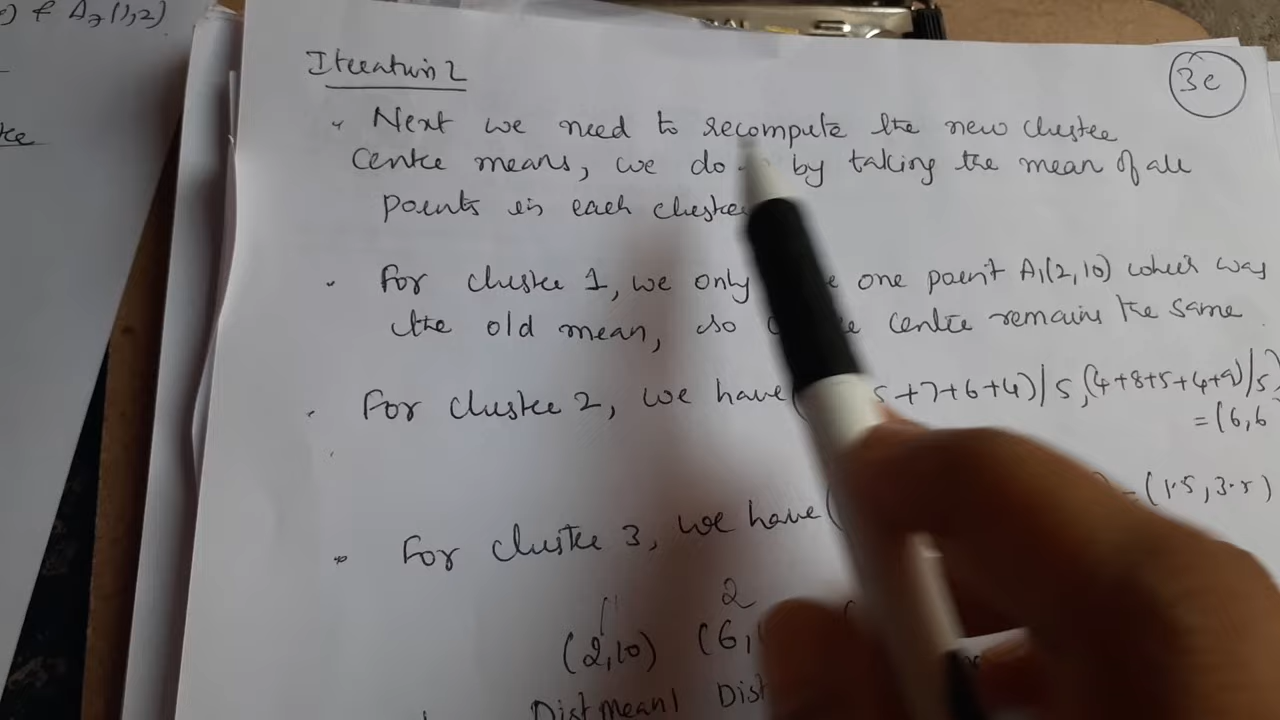 ) & A7(1,2)
Iteration 2
3e
Next we need to recompute the new cluster
centre means, we do by taking the mean of all
points in each cluster
For cluster 1, we only one point A1(2,10) which was
the old mean, so centre remains the same.
For cluster 2, we have ( 5+7+6+4)/5,(4+8+5+4+9)/5)
=(6,6
For cluster 3, we have ( =(1.5,3.5)
1 2
(2,10) (6,
Dist mean1 Dist